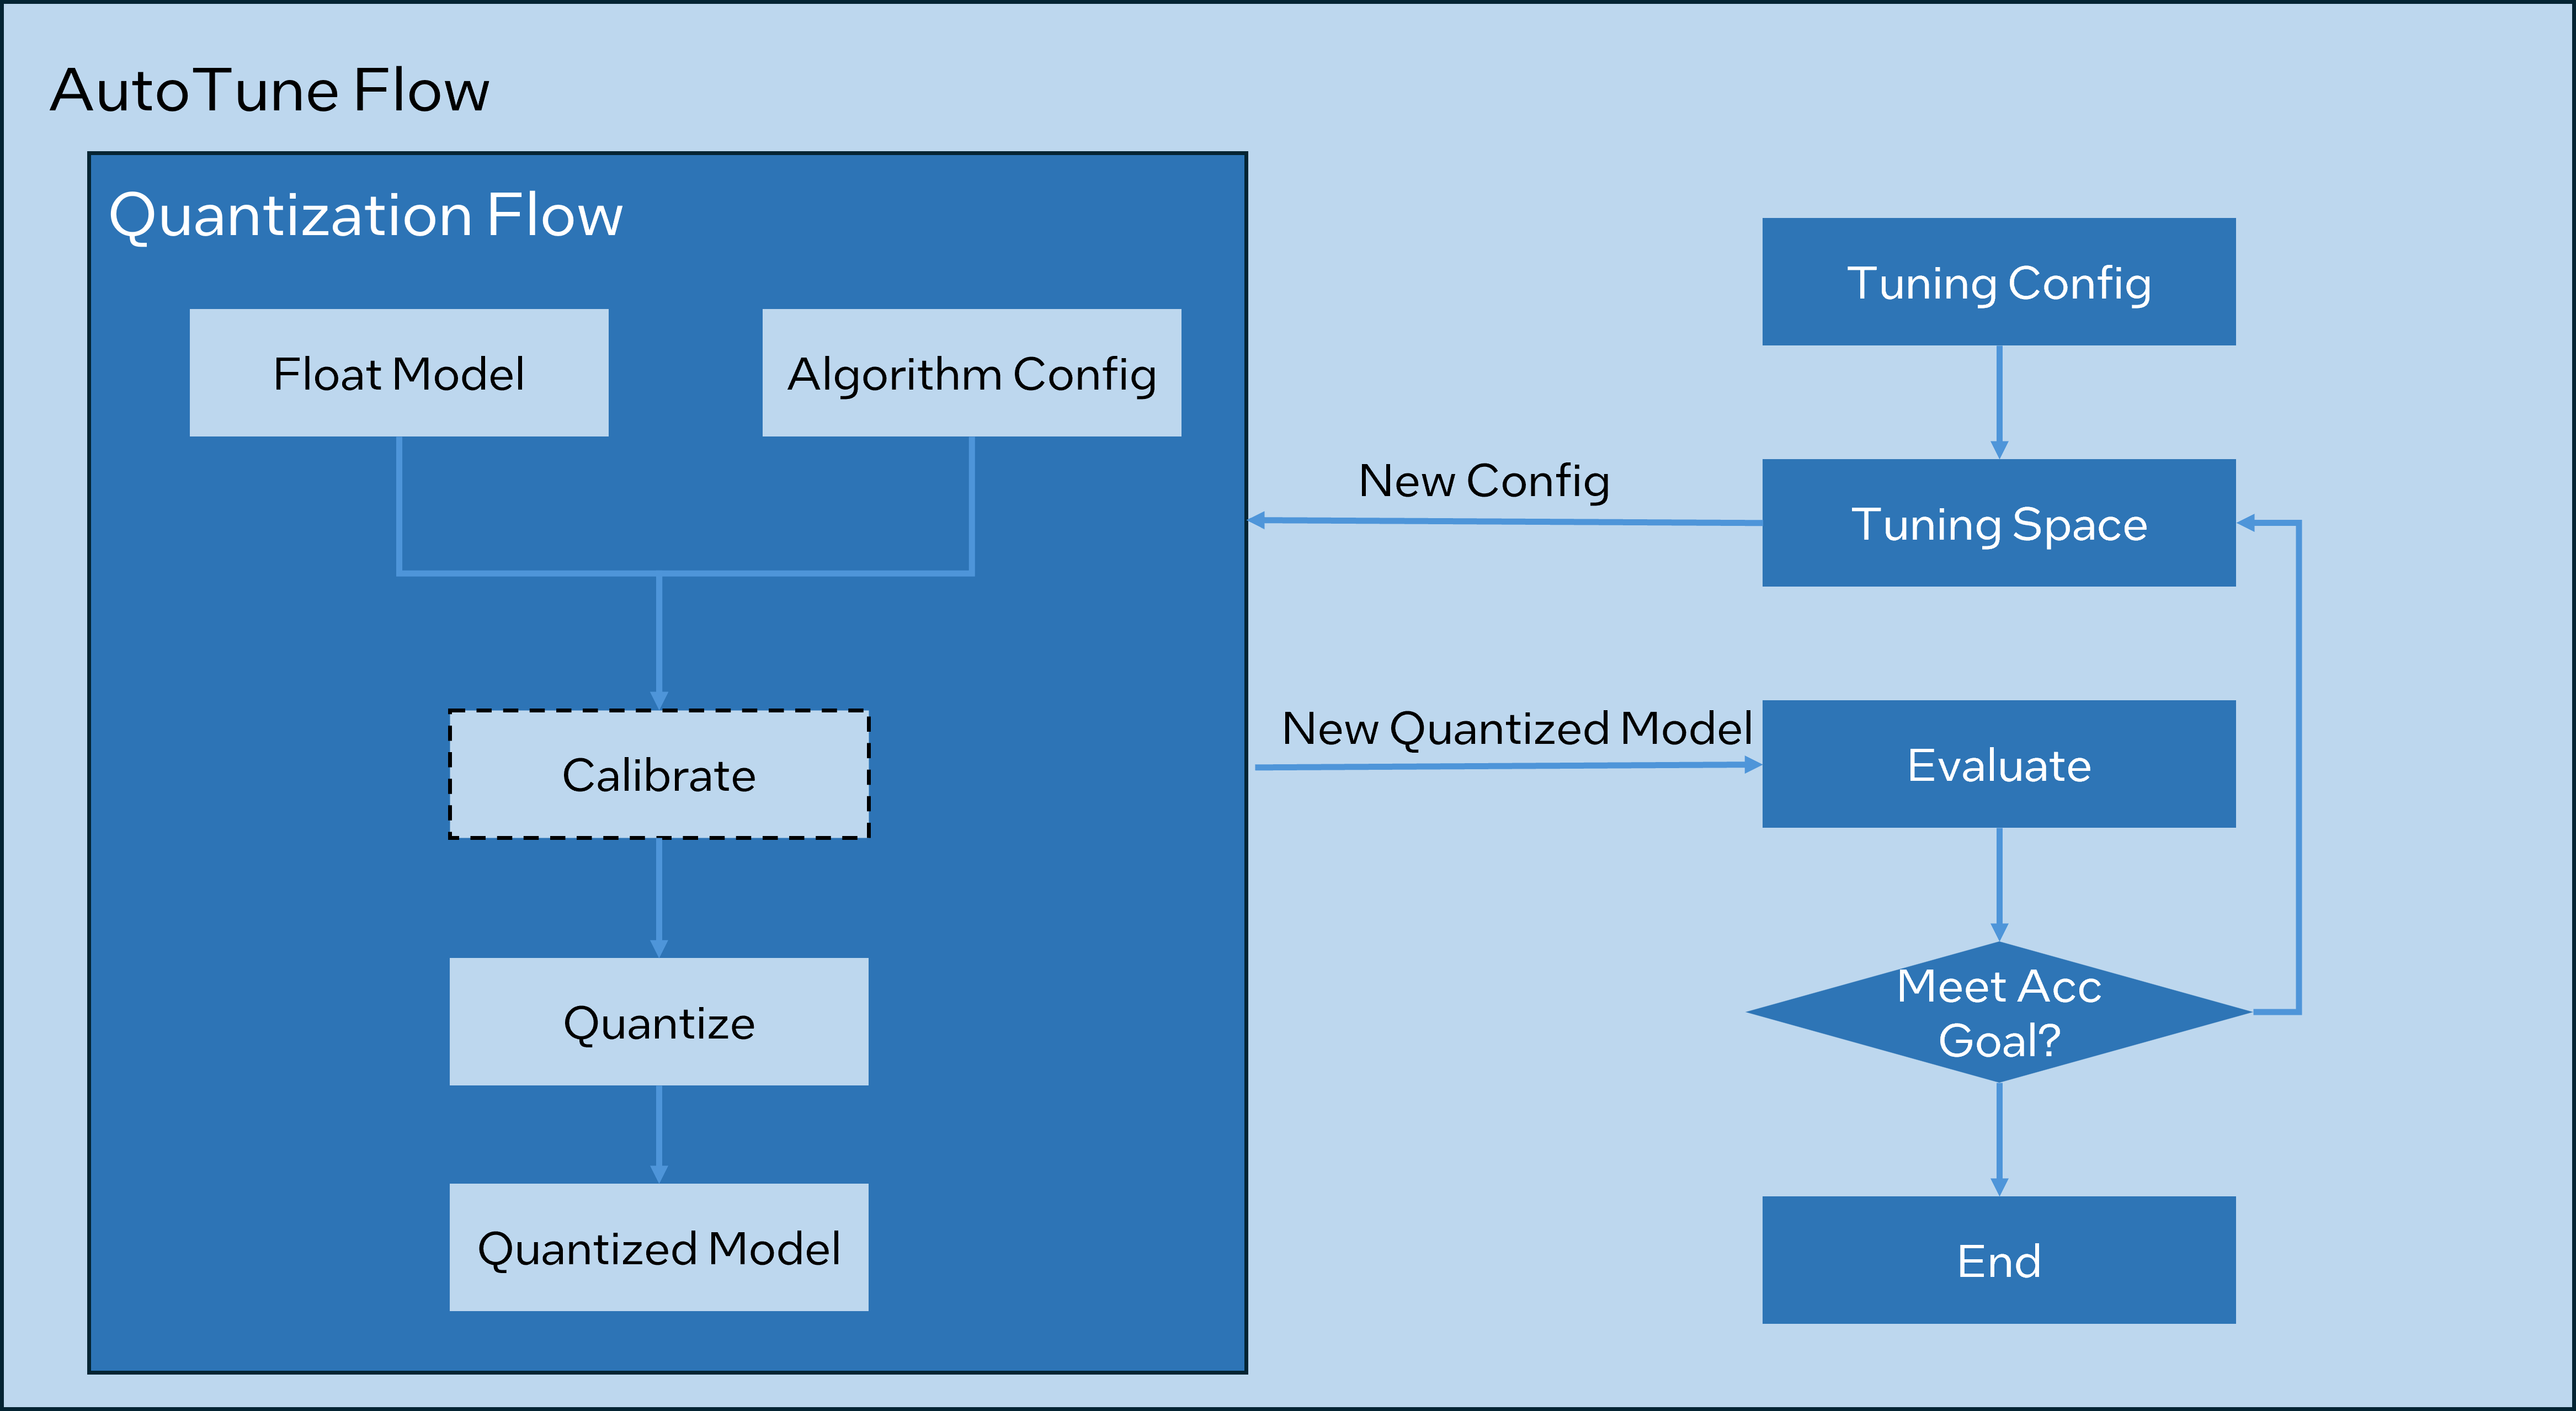 AutoTune Flow
Quantization Flow
Float Model
Algorithm Config
Calibrate
Quantize
Quantized Model
New Config
New Quantized Model
Tuning Config
Tuning Space
Evaluate
Meet Acc
Goal?
End